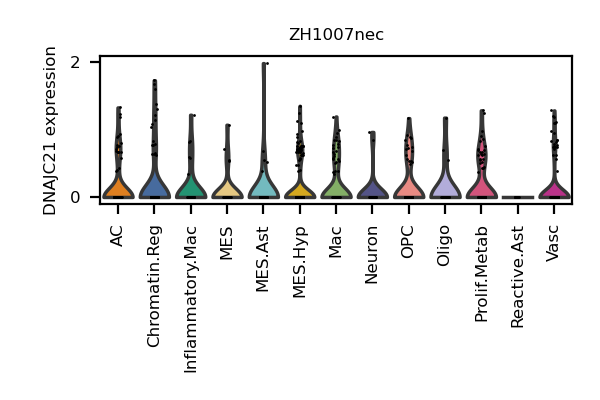 ZH1007nec
DNAJC21 expression
2
0
AC
Chromatin.Reg
Inflammatory.Mac
MES
MES.Ast
MES.Hyp
Mac
Neuron
OPC
Oligo
Prolif.Metab
Reactive.Ast
Vasc